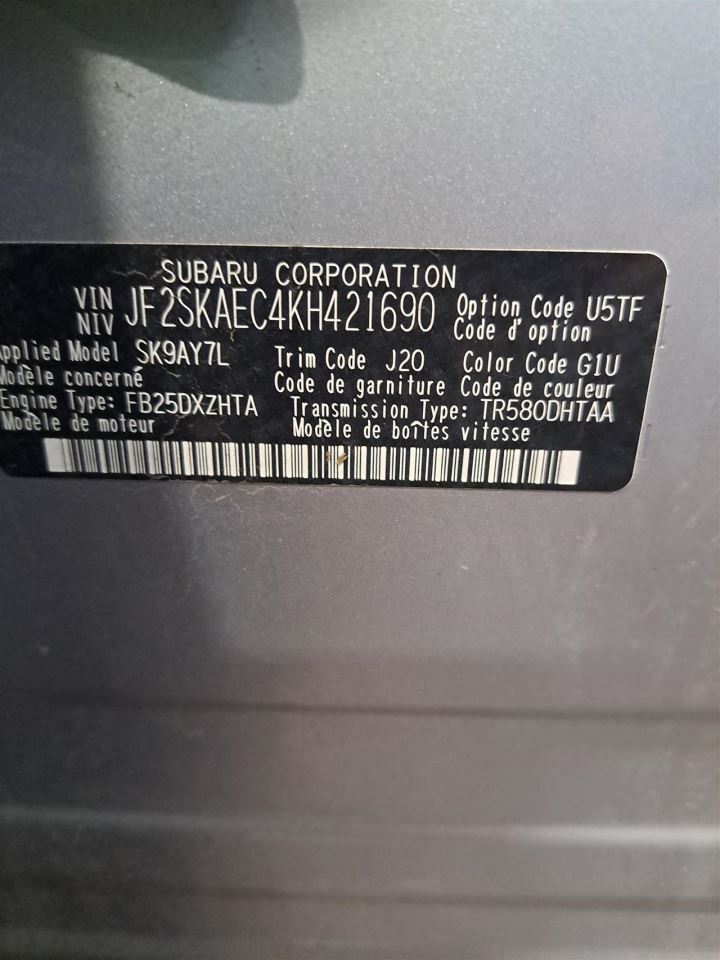 SUBARU CORPORATION
VIN
NIV JF2SKAEC4KH421690 Option Code U5TF
Code d'option
Applied Model SK9AY7L Trim Code J20 Color Code G1U
Modèle concerné Code de garniture Code de couleur
Engine Type: FB25DXZHTA Transmission Type: TR580DHTAA
Modèle de moteur Modèle de boîtes vitesse